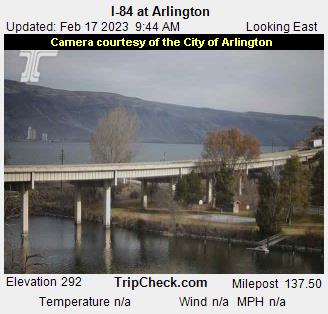 I-84 at Arlington
Updated: Feb 17 2023 9:44 AM Looking East
Camera courtesy of the City of Arlington
Elevation 292 TripCheck.com Milepost 137.50
Temperature n/a Wind n/a MPH n/a